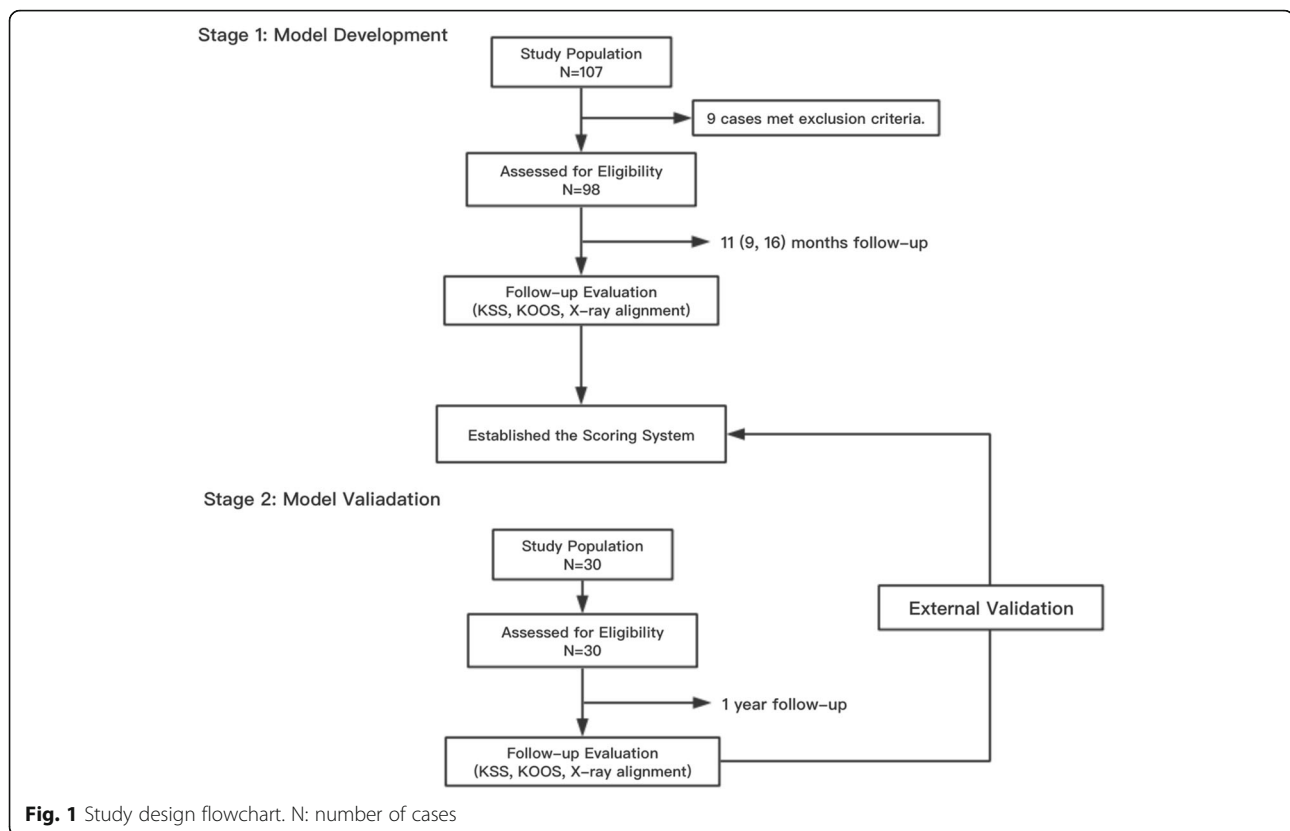 Stage 1: Model Development
Study Population
N=107
9 cases met exclusion criteria.
Assessed for Eligibility
N=98
11 (9, 16) months follow-up
Follow-up Evaluation
(KSS, KOOS, X-ray alignment)
Established the Scoring System
Stage 2: Model Valiadation
Study Population
N=30
External Validation
Assessed for Eligibility
N=30
1 year follow-up
Follow-up Evaluation
(KSS, KOOS, X-ray alignment)
Fig. 1 Study design flowchart. N: number of cases